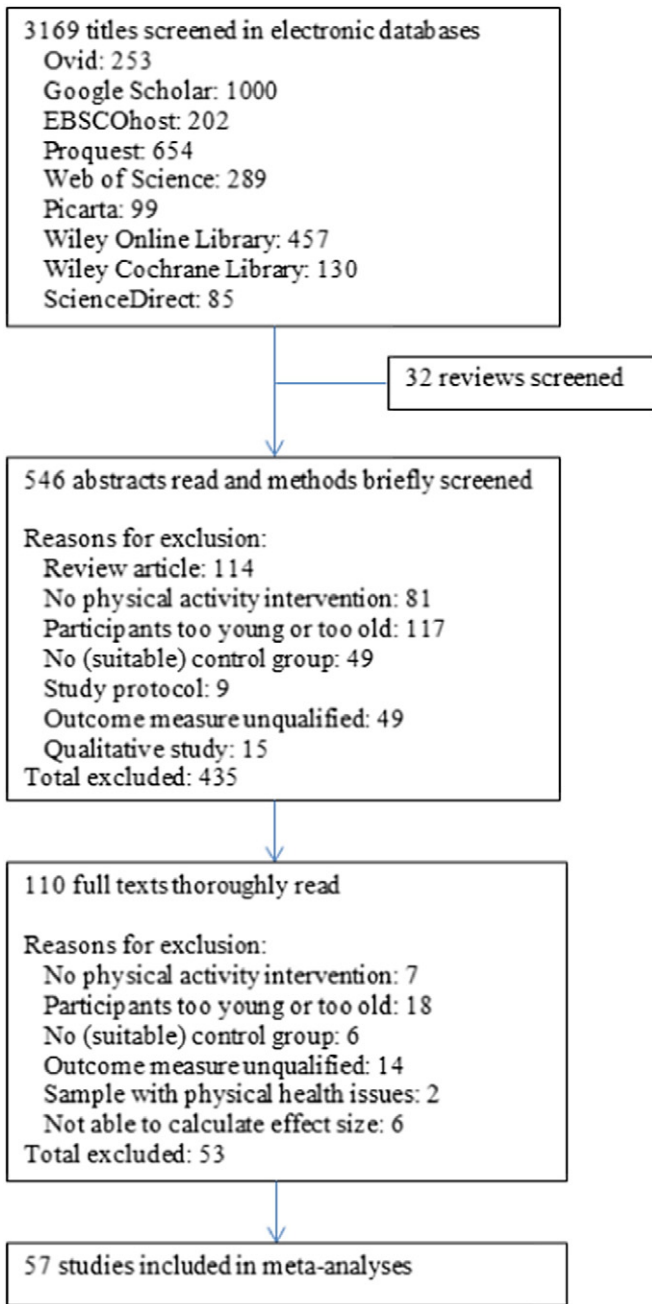 3169 titles screened in electronic databases
Ovid: 253
Google Scholar: 1000
EBSCOhost: 202
Proquest: 654
Web of Science: 289
Picarta: 99
Wiley Online Library: 457
Wiley Cochrane Library: 130
ScienceDirect: 85
32 reviews screened
546 abstracts read and methods briefly screened
Reasons for exclusion:
Review article: 114
No physical activity intervention: 81
Participants too young or too old: 117
No (suitable) control group: 49
Study protocol: 9
Outcome measure unqualified: 49
Qualitative study: 15
Total excluded: 435
110 full texts thoroughly read
Reasons for exclusion:
No physical activity intervention: 7
Participants too young or too old: 18
No (suitable) control group: 6
Outcome measure unqualified: 14
Sample with physical health issues: 2
Not able to calculate effect size: 6
Total excluded: 53
57 studies included in meta-analyses